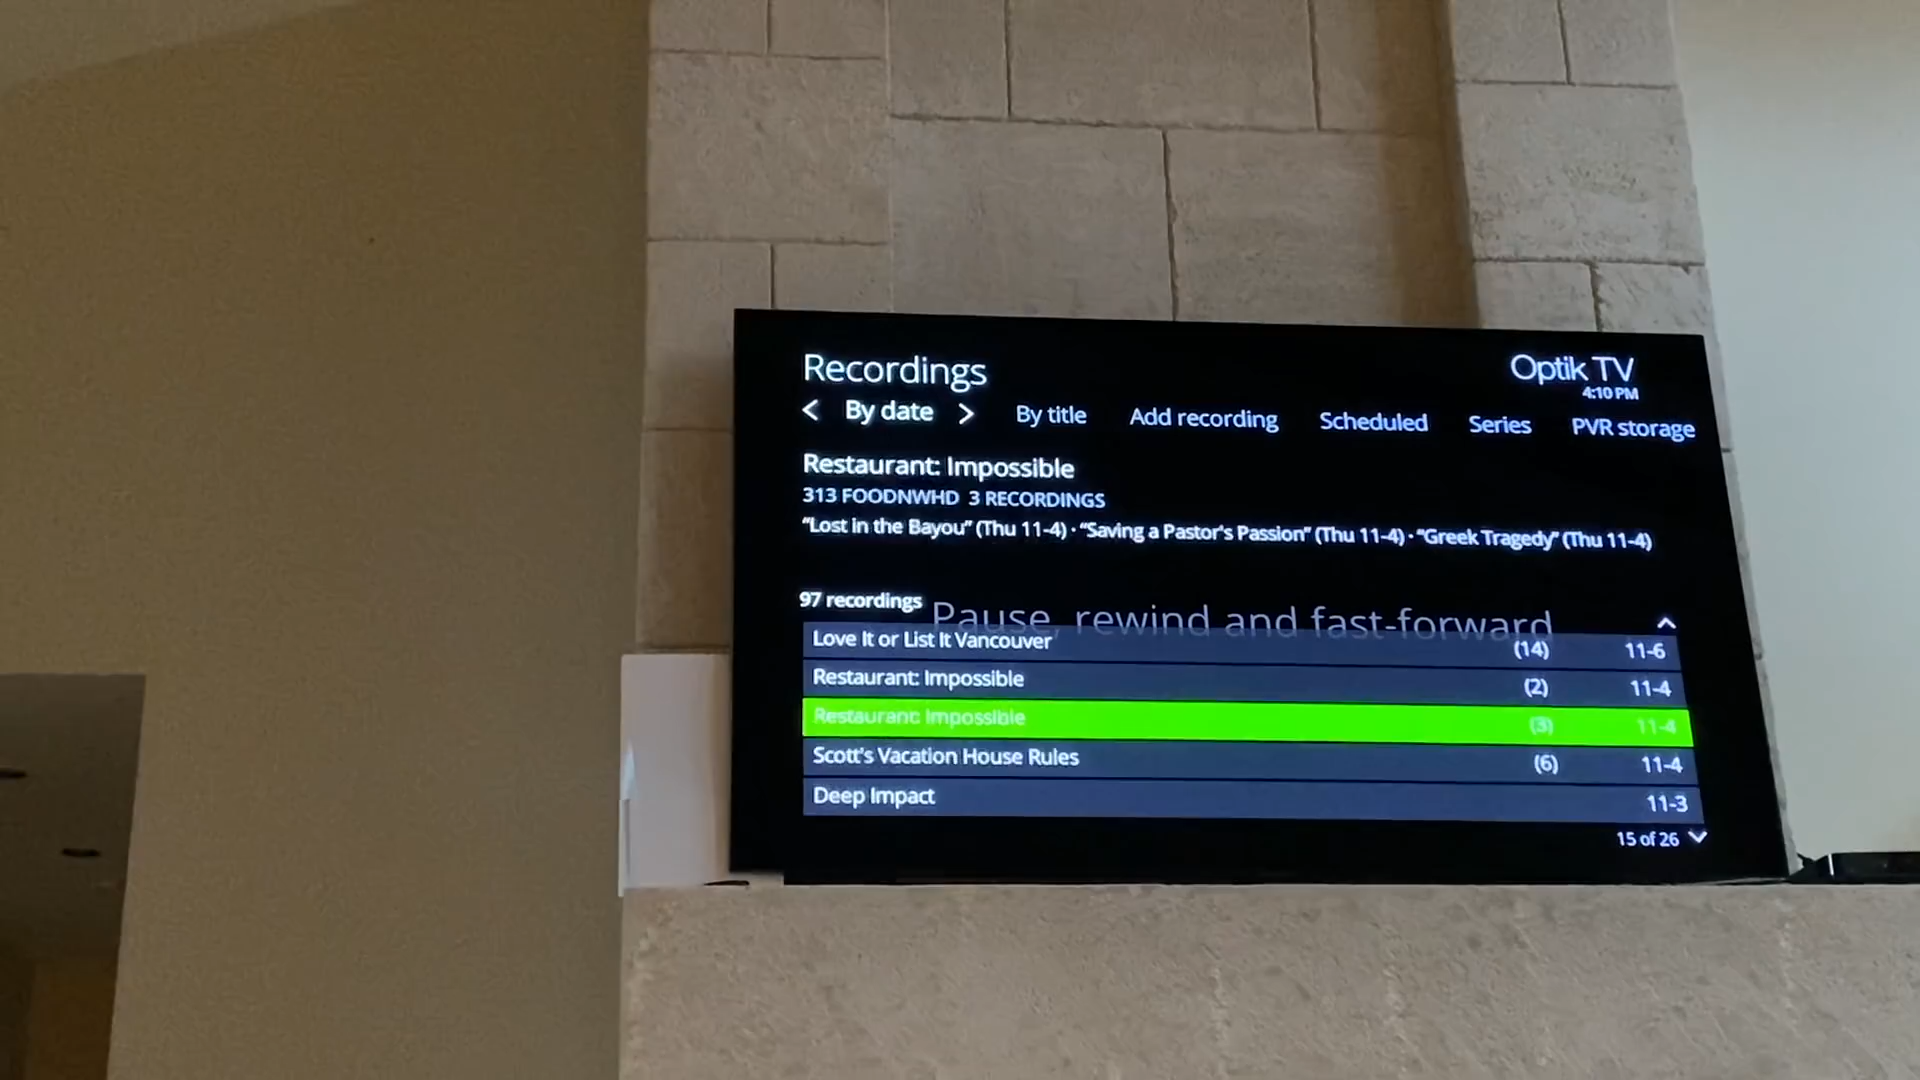 Recordings
Optik TV
4:10 PM
< By date > By title Add recording Scheduled Series PVR storage
Restaurant: Impossible
313 FOODNWHD 3 RECORDINGS
"Lost in the Bayou" (Thu 11-4) · "Saving a Pastor's Passion" (Thu 11-4) · "Greek Tragedy" (Thu 11-4)
97 recordings
Pause, rewind and fast-forward
Love It or List It Vancouver (14) 11-6
Restaurant: Impossible (2) 11-4
Restaurant: Impossible (3) 11-4
Scott's Vacation House Rules (6) 11-4
Deep Impact 11-3
15 of 26